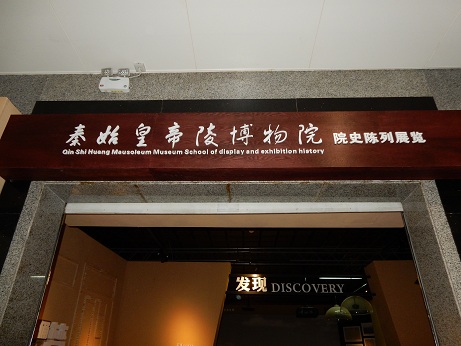 秦始皇帝陵博物院 院史陈列展览
Qin Shi Huang Mausoleum Museum School of display and exhibition history
发现 DISCOVERY